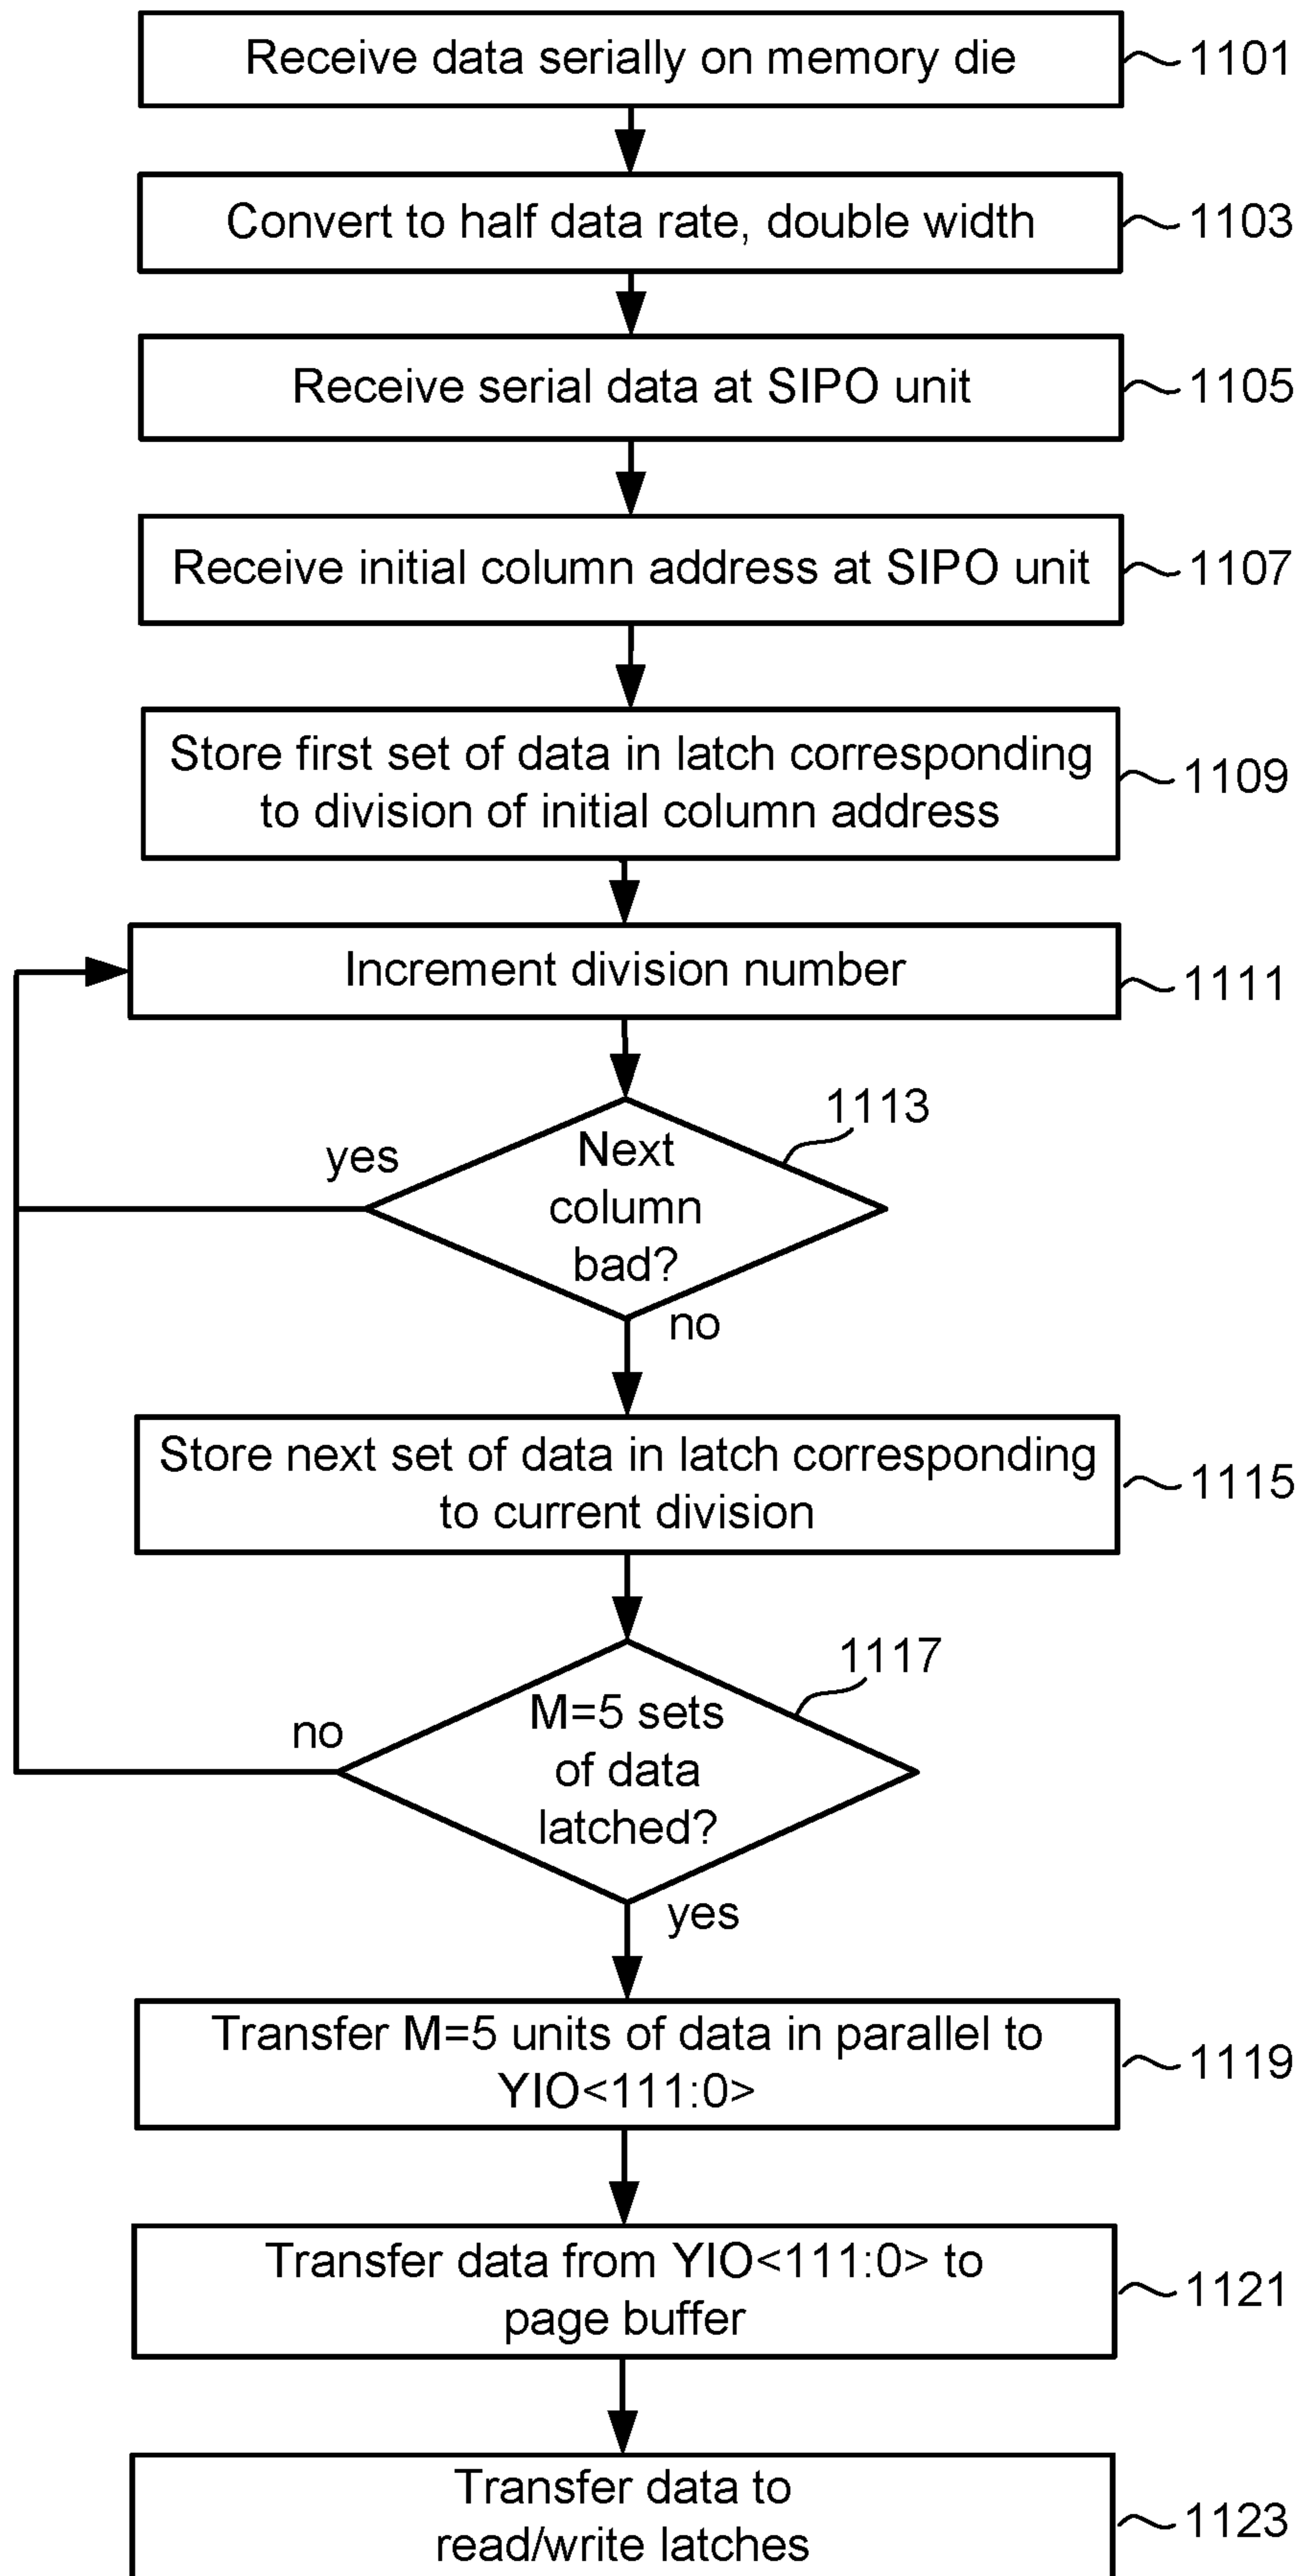 Receive data serially on memory die
1101
Convert to half data rate, double width
1103
Receive serial data at SIPO unit
1105
Receive initial column address at SIPO unit
1107
Store first set of data in latch corresponding
to division of initial column address
1109
Increment division number
1111
1113
yes
Next
column
bad?
no
Store next set of data in latch corresponding
to current division
1115
1117
no
M=5 sets
of data
latched?
yes
Transfer M=5 units of data in parallel to
YIO<111:0>
1119
Transfer data from YIO<111:0> to
page buffer
1121
Transfer data to
read/write latches
1123